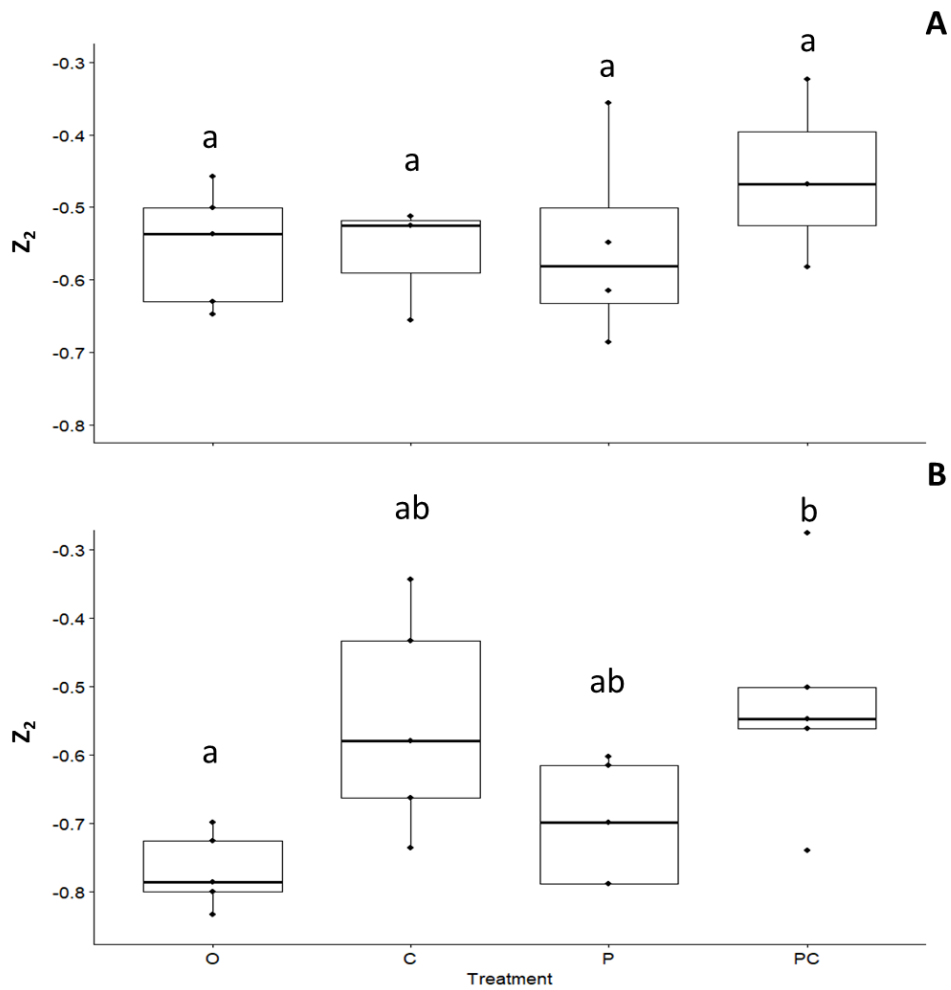 A
a
a
a
a
-0.3
-0.4
-0.5
-0.6
-0.7
-0.8
Z₂
B
ab
b
ab
a
-0.3
-0.4
-0.5
-0.6
-0.7
-0.8
Z₂
O C P PC
Treatment